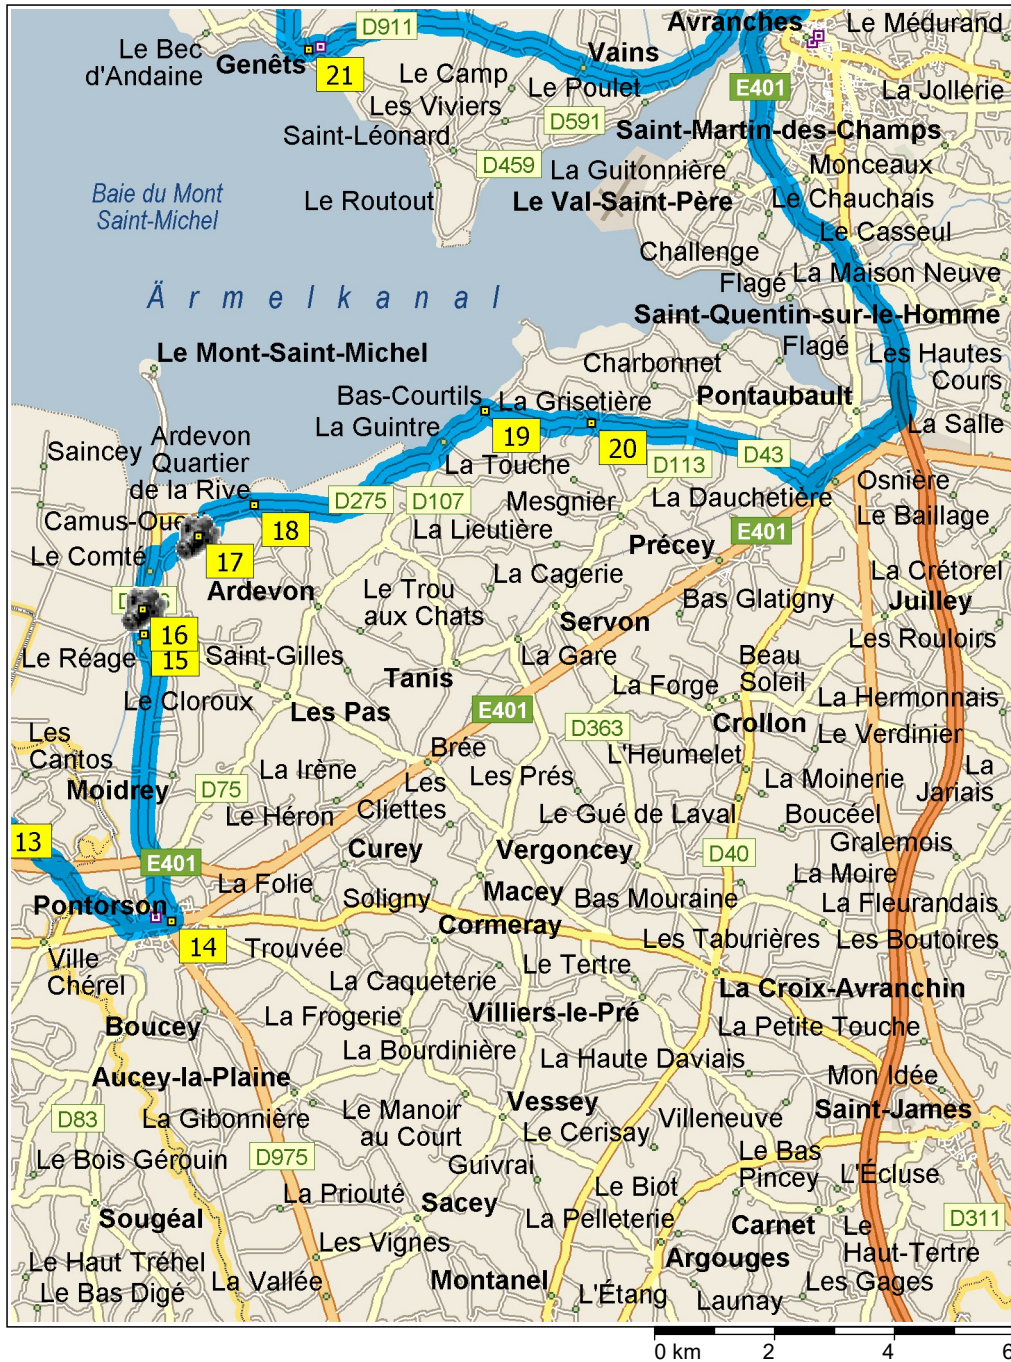 D911
Avranches
Le Médurand
Le Bec
d'Andaine
Genêts
21
Vains
Le Camp
Le Poulet
E401
La Jollerie
Les Viviers
D591
Saint-Léonard
Saint-Martin-des-Champs
D459
La Guitonnière
Monceaux
Baie du Mont
Saint-Michel
Le Routout
Le Val-Saint-Père
Le Chauchais
Le Casseul
Challenge
La Maison Neuve
Flagé
Ärmelkanal
Saint-Quentin-sur-le-Homme
Le Mont-Saint-Michel
Charbonnet
Flagé
Les Hautes
Cours
Bas-Courtils
La Grisetière
Pontaubault
La Guintre
19
20
La Salle
Saincey
Ardevon
Quartier
de la Rive
La Touche
D113
D43
Osnière
D275
D107
Mesgnier
La Dauchetière
18
La Lieutière
E401
Le Baillage
Camus-Oue
Précey
Le Comté
17
Ardevon
Le Trou
aux Chats
La Cagerie
Bas Glatigny
La Crétorel
Juilley
16
Servon
Les Rouloirs
Le Réage
15
Saint-Gilles
La Gare
Beau
Soleil
Tanis
La Forge
La Hermonnais
Le Cloroux
Les Pas
E401
D363
Crollon
Le Verdinier
Les
Cantos
Brée
L'Heumelet
La
Jariais
Moidrey
D75
La Irène
Les
Cliettes
Les Prés
La Moinerie
Le Héron
Le Gué de Laval
Boucéel
13
Gralemois
E401
Curey
Vergoncey
D40
La Folie
Macey
Bas Mouraine
La Moire
Pontorson
Soligny
La Fleurandais
14
Trouvée
Cormeray
Les Taburières
Les Boutoires
Ville
Chérel
La Caqueterie
Le Tertre
La Croix-Avranchin
Boucey
La Frogerie
Villiers-le-Pré
La Petite Touche
La Bourdinière
La Haute Daviais
Aucey-la-Plaine
Mon Idée
D83
La Gibonnière
Le Manoir
au Court
Vessey
Villeneuve
Saint-James
Le Cerisay
D975
Guivrai
Le Bas
Pincey
L'Écluse
Le Bois Gérouin
La Priouté
Sacey
Le Biot
Sougéal
La Pelleterie
Carnet
Le
Haut-Tertre
D311
Les Vignes
Argouges
Le Haut Tréhel
La Vallée
Montanel
Les Gages
Le Bas Digé
L'Étang
Launay
0 km 2 4 6